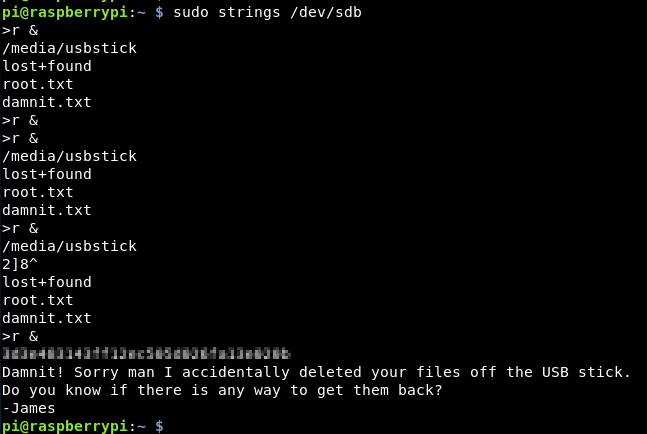 pi@raspberrypi:~ $ sudo strings /dev/sdb
>r &
/media/usbstick
lost+found
root.txt
damnit.txt
>r &
>r &
/media/usbstick
lost+found
root.txt
damnit.txt
>r &
/media/usbstick
2]8^
lost+found
root.txt
damnit.txt
>r &
Damnit! Sorry man I accidentally deleted your files off the USB stick.
Do you know if there is any way to get them back?
-James
pi@raspberrypi:~ $